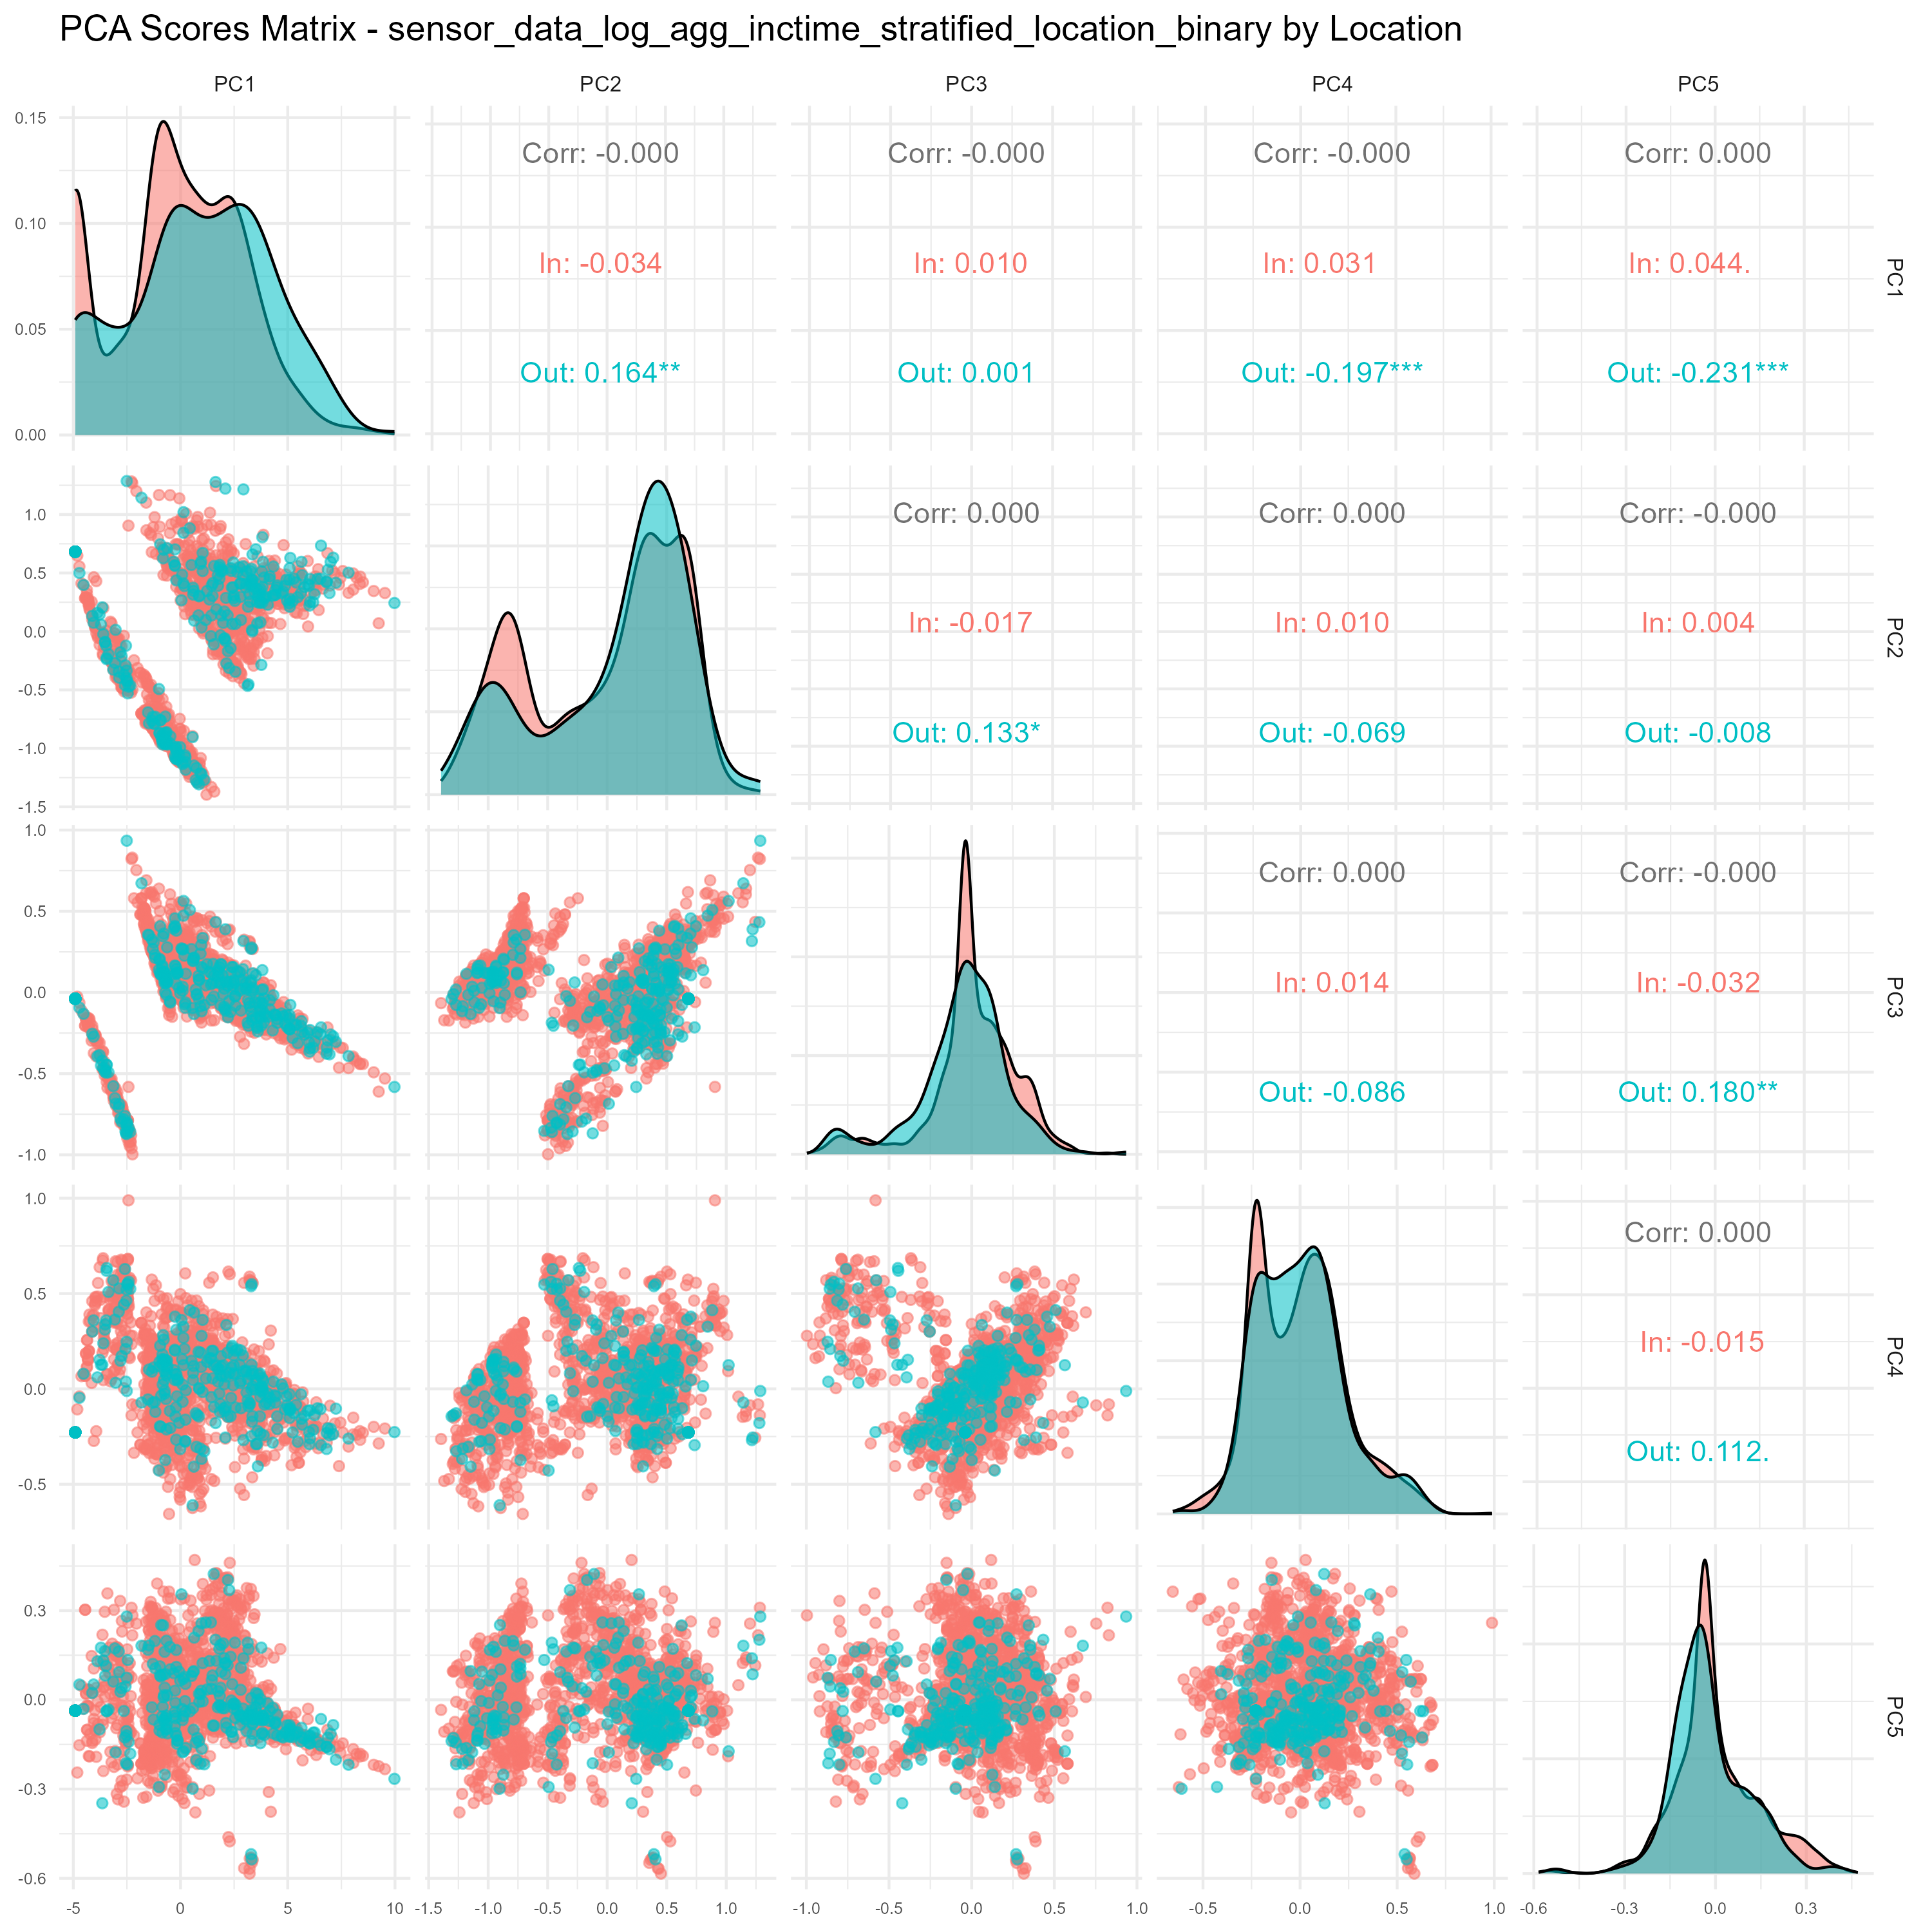 PCA Scores Matrix - sensor_data_log_agg_inctime_stratified_location_binary by Location
PC1 PC2 PC3 PC4 PC5
0.15
0.10
0.05
0.00
Corr: -0.000
In: -0.034
Out: 0.164**
Corr: -0.000
In: 0.010
Out: 0.001
Corr: -0.000
In: 0.031
Out: -0.197***
Corr: 0.000
In: 0.044.
Out: -0.231***
PC1
1.0
0.5
0.0
-0.5
-1.0
-1.5
Corr: 0.000
In: -0.017
Out: 0.133*
Corr: 0.000
In: 0.010
Out: -0.069
Corr: -0.000
In: 0.004
Out: -0.008
PC2
1.0
0.5
0.0
-0.5
-1.0
Corr: 0.000
In: 0.014
Out: -0.086
Corr: -0.000
In: -0.032
Out: 0.180**
PC3
1.0
0.5
0.0
-0.5
Corr: 0.000
In: -0.015
Out: 0.112.
PC4
0.3
0.0
-0.3
-0.6
PC5
-5 0 5 10
-1.5 -1.0 -0.5 0.0 0.5 1.0
-1.0 -0.5 0.0 0.5 1.0
-0.5 0.0 0.5 1.0
-0.6 -0.3 0.0 0.3